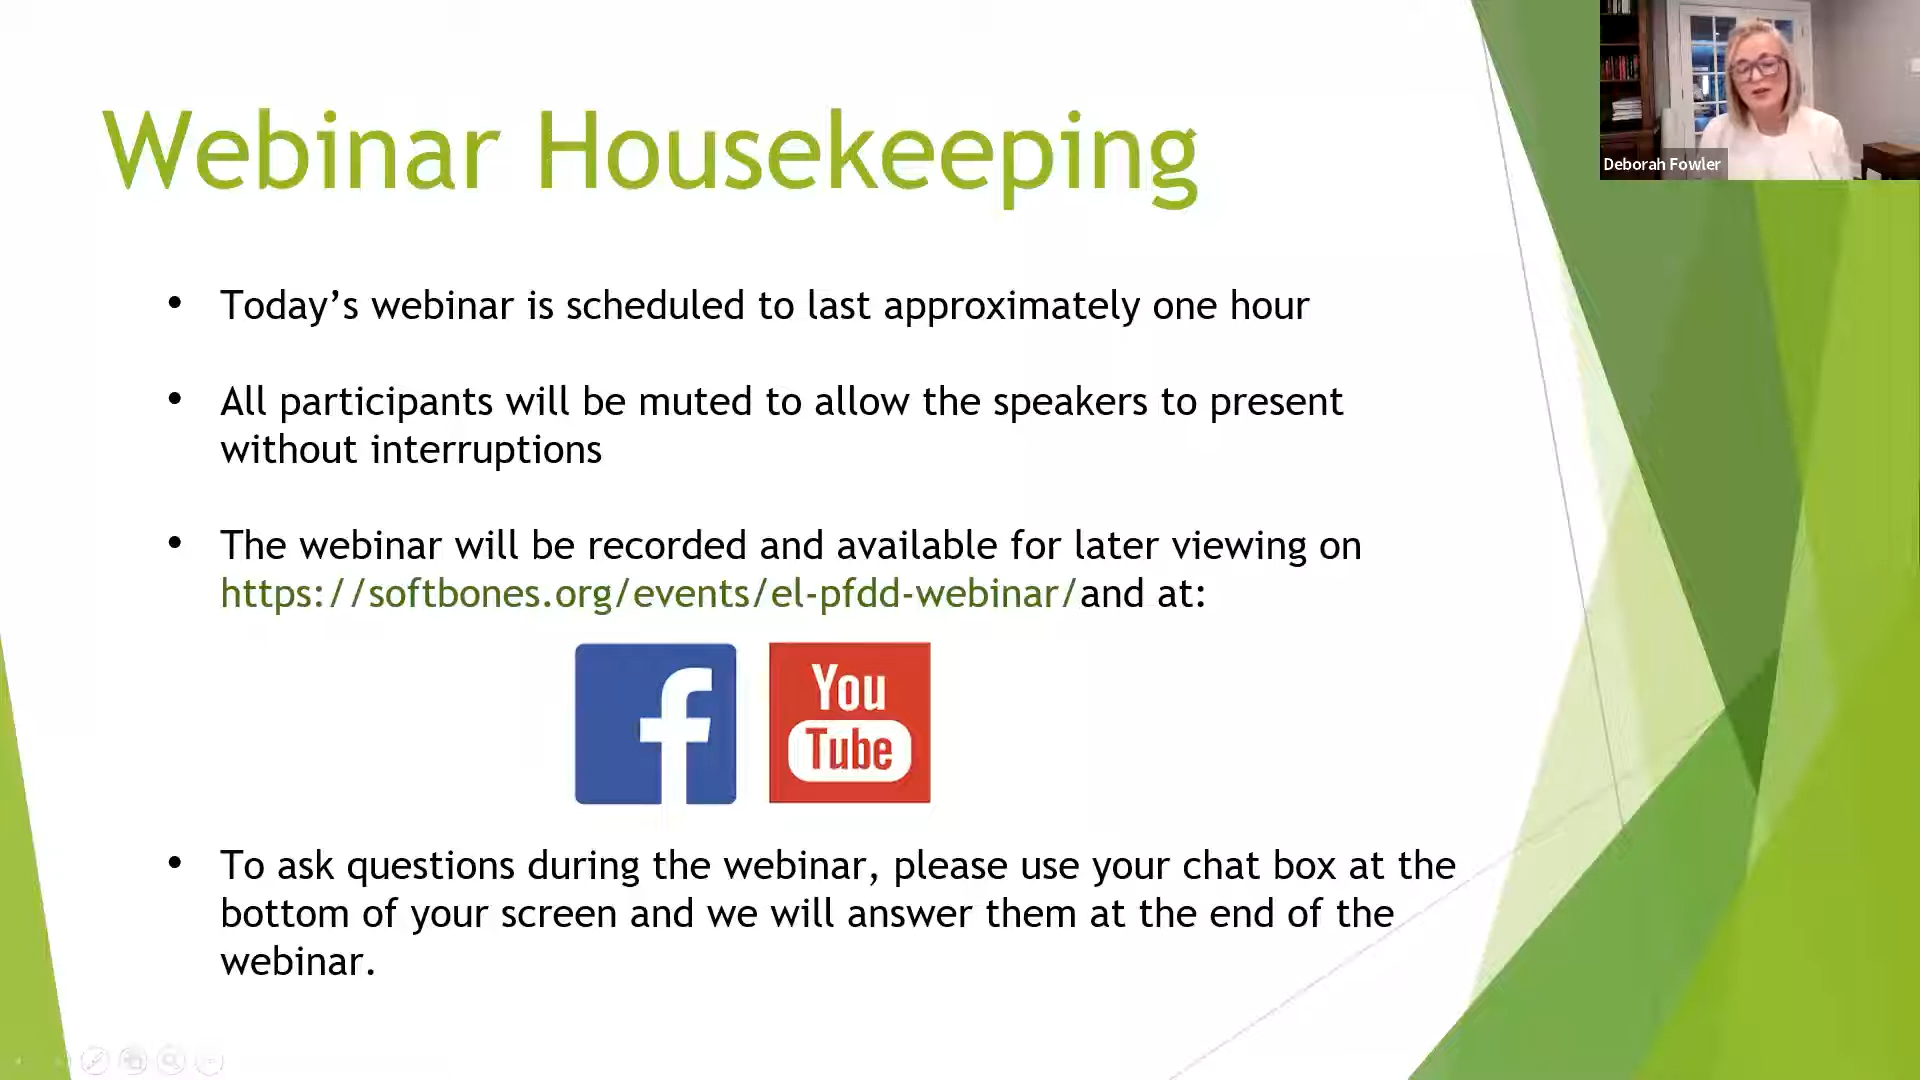 Webinar Housekeeping
Deborah Fowler
• Today’s webinar is scheduled to last approximately one hour
• All participants will be muted to allow the speakers to present
without interruptions
• The webinar will be recorded and available for later viewing on
https://softbones.org/events/el-pfdd-webinar/and at:
f
You
Tube
• To ask questions during the webinar, please use your chat box at the
bottom of your screen and we will answer them at the end of the
webinar.